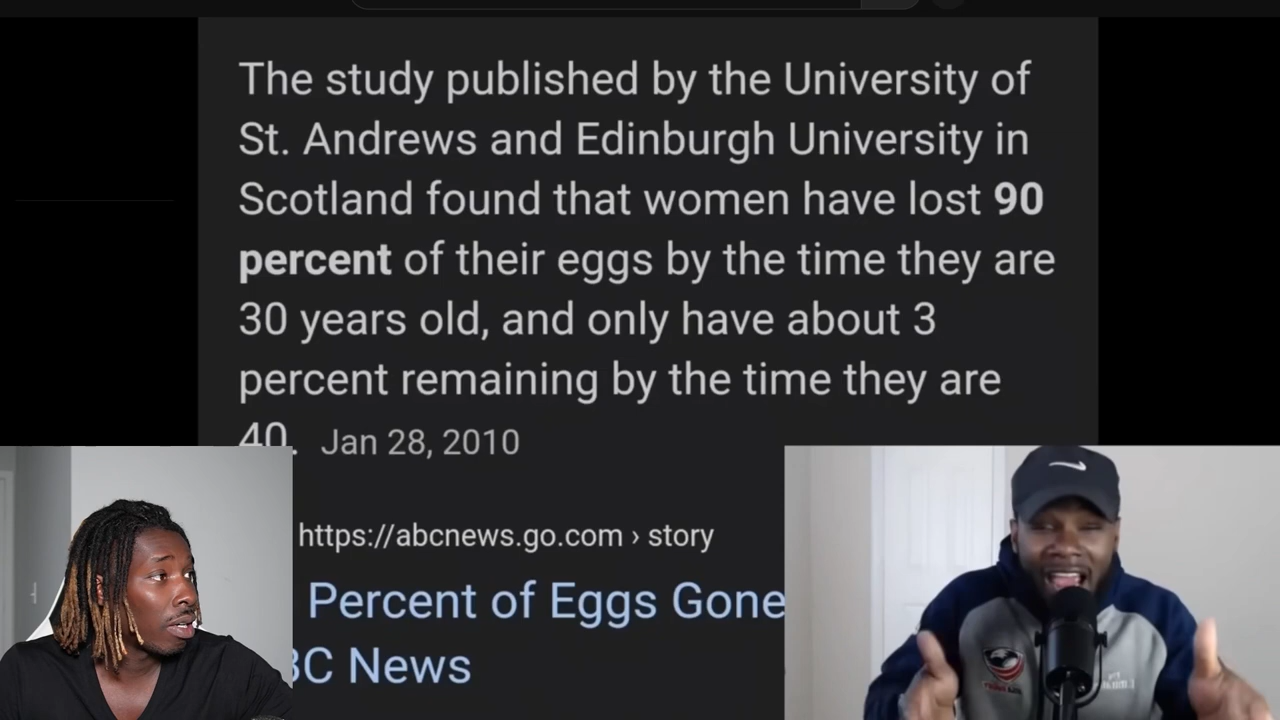 The study published by the University of
St. Andrews and Edinburgh University in
Scotland found that women have lost 90
percent of their eggs by the time they are
30 years old, and only have about 3
percent remaining by the time they are
40. Jan 28, 2010
https://abcnews.go.com › story
Percent of Eggs Gone
BC News